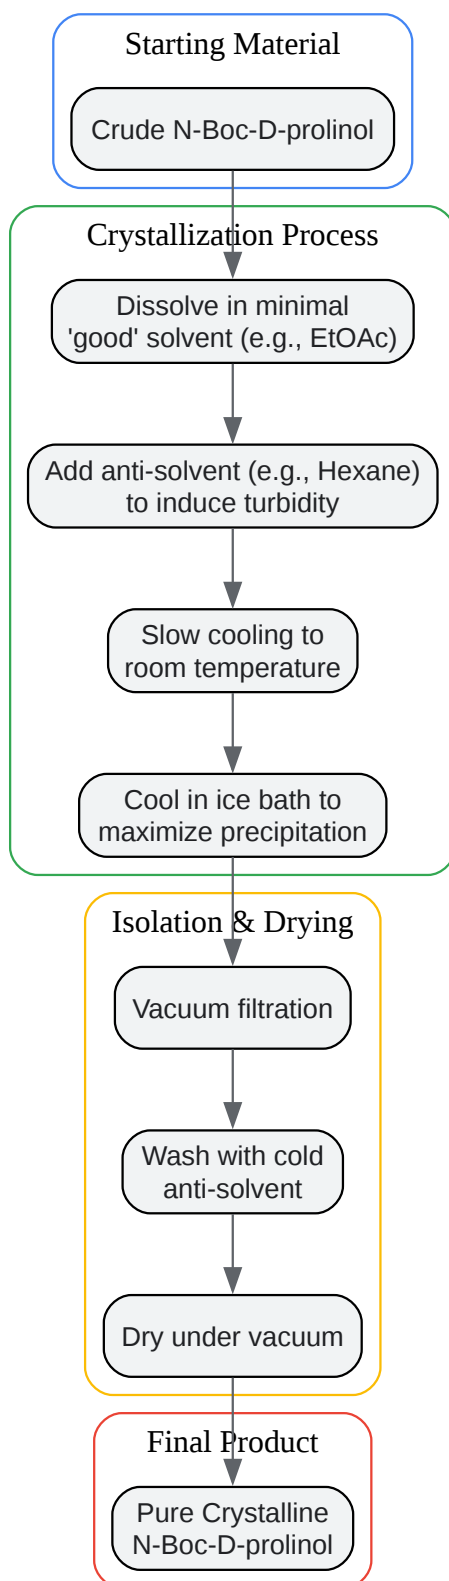 Starting Material
Crude N-Boc-D-prolinol
Crystallization Process
Dissolve in minimal
'good' solvent (e.g., EtOAc)
Add anti-solvent (e.g., Hexane)
to induce turbidity
Slow cooling to
room temperature
Cool in ice bath to
maximize precipitation
Isolation & Drying
Vacuum filtration
Wash with cold
anti-solvent
Dry under vacuum
Final Product
Pure Crystalline
N-Boc-D-prolinol